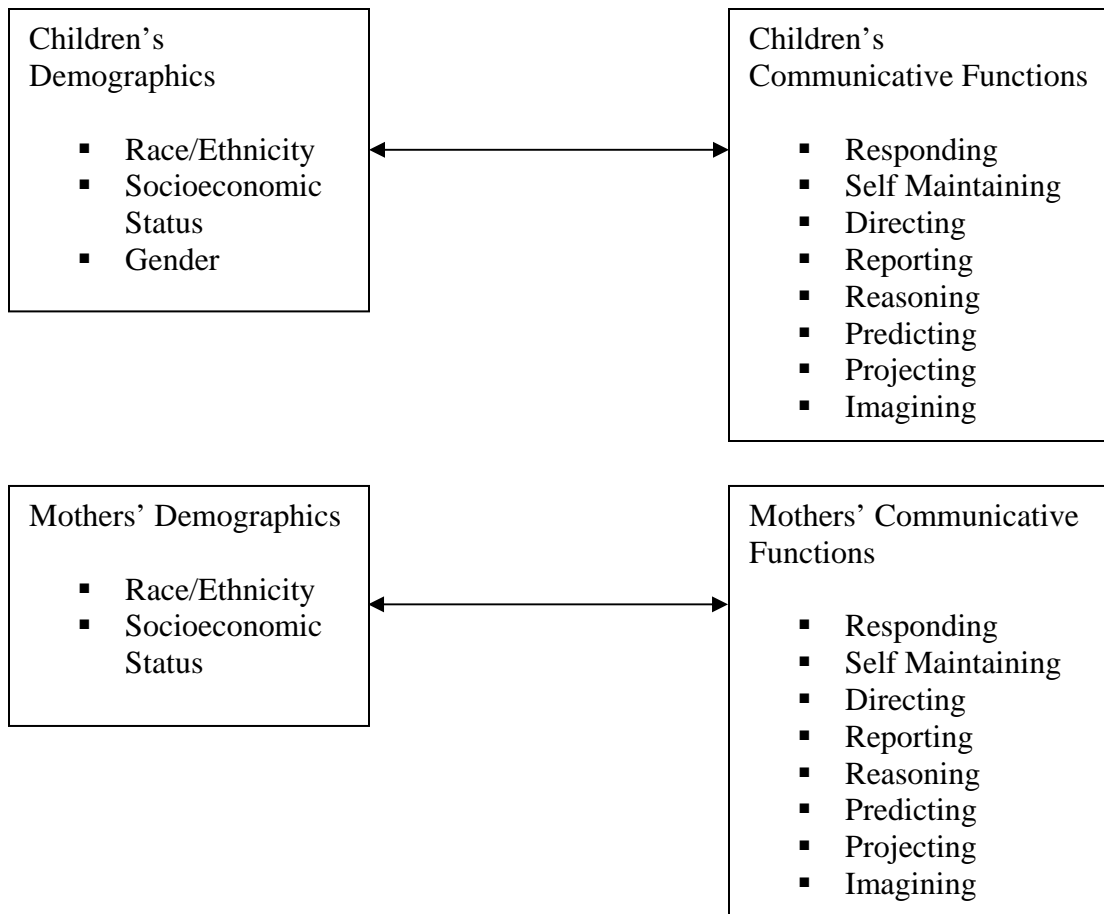 Children’s
Demographics
▪ Race/Ethnicity
▪ Socioeconomic
Status
▪ Gender
Children’s
Communicative Functions
▪ Responding
▪ Self Maintaining
▪ Directing
▪ Reporting
▪ Reasoning
▪ Predicting
▪ Projecting
▪ Imagining
Mothers’ Demographics
▪ Race/Ethnicity
▪ Socioeconomic
Status
Mothers’ Communicative
Functions
▪ Responding
▪ Self Maintaining
▪ Directing
▪ Reporting
▪ Reasoning
▪ Predicting
▪ Projecting
▪ Imagining